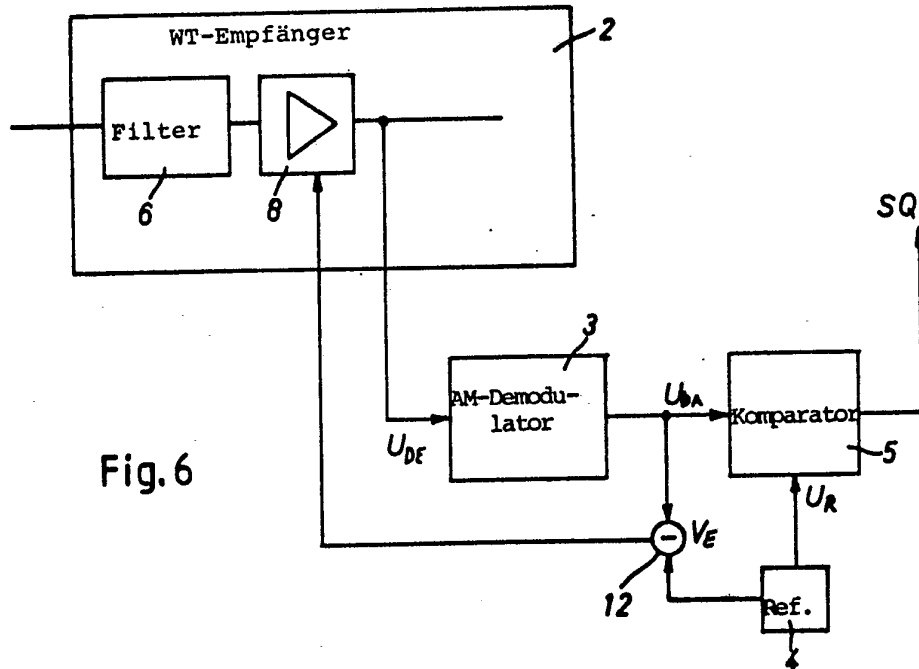 WT-Empfänger
2
Filter
6
8
SQ
3
AM-Demodu-
lator
U_DE
U_DA
Komparator
5
U_R
Fig. 6
V_E
12
Ref.
4